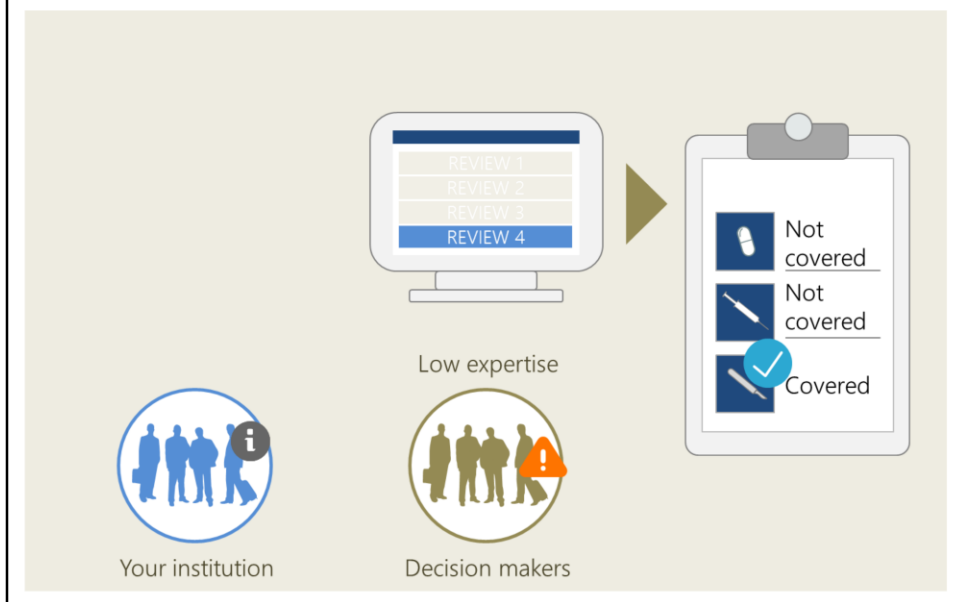 REVIEW 1
REVIEW 2
REVIEW 3
REVIEW 4
Not
covered
Not
covered
Covered
Low expertise
Your institution
Decision makers